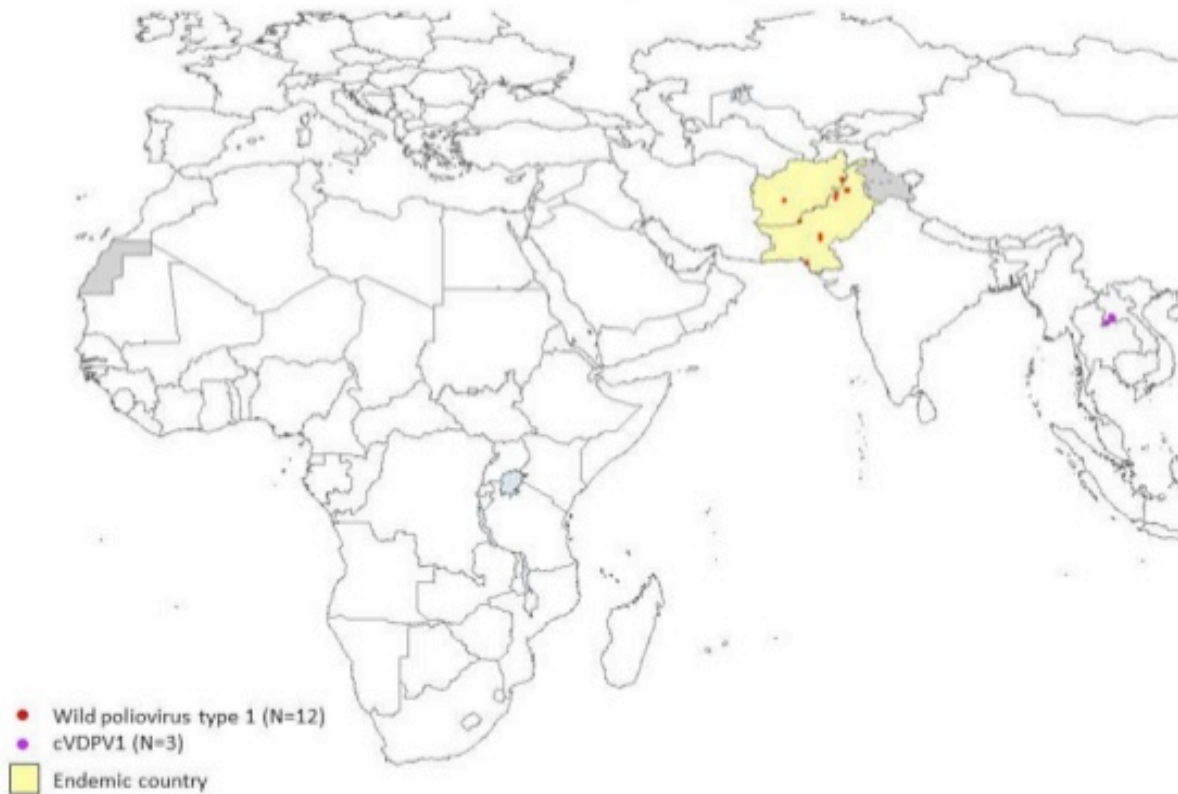 Wild poliovirus type 1 (N=12)
cVDPV1 (N=3)
Endemic country